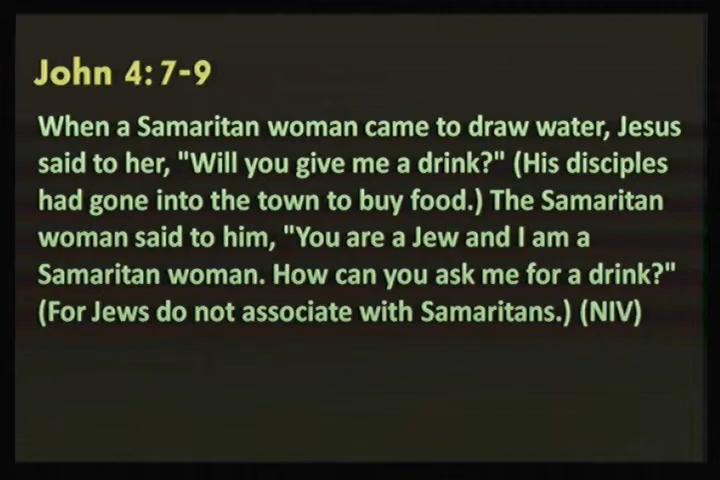 John 4:7-9
When a Samaritan woman came to draw water, Jesus
said to her, "Will you give me a drink?" (His disciples
had gone into the town to buy food.) The Samaritan
woman said to him, "You are a Jew and I am a
Samaritan woman. How can you ask me for a drink?"
(For Jews do not associate with Samaritans.) (NIV)